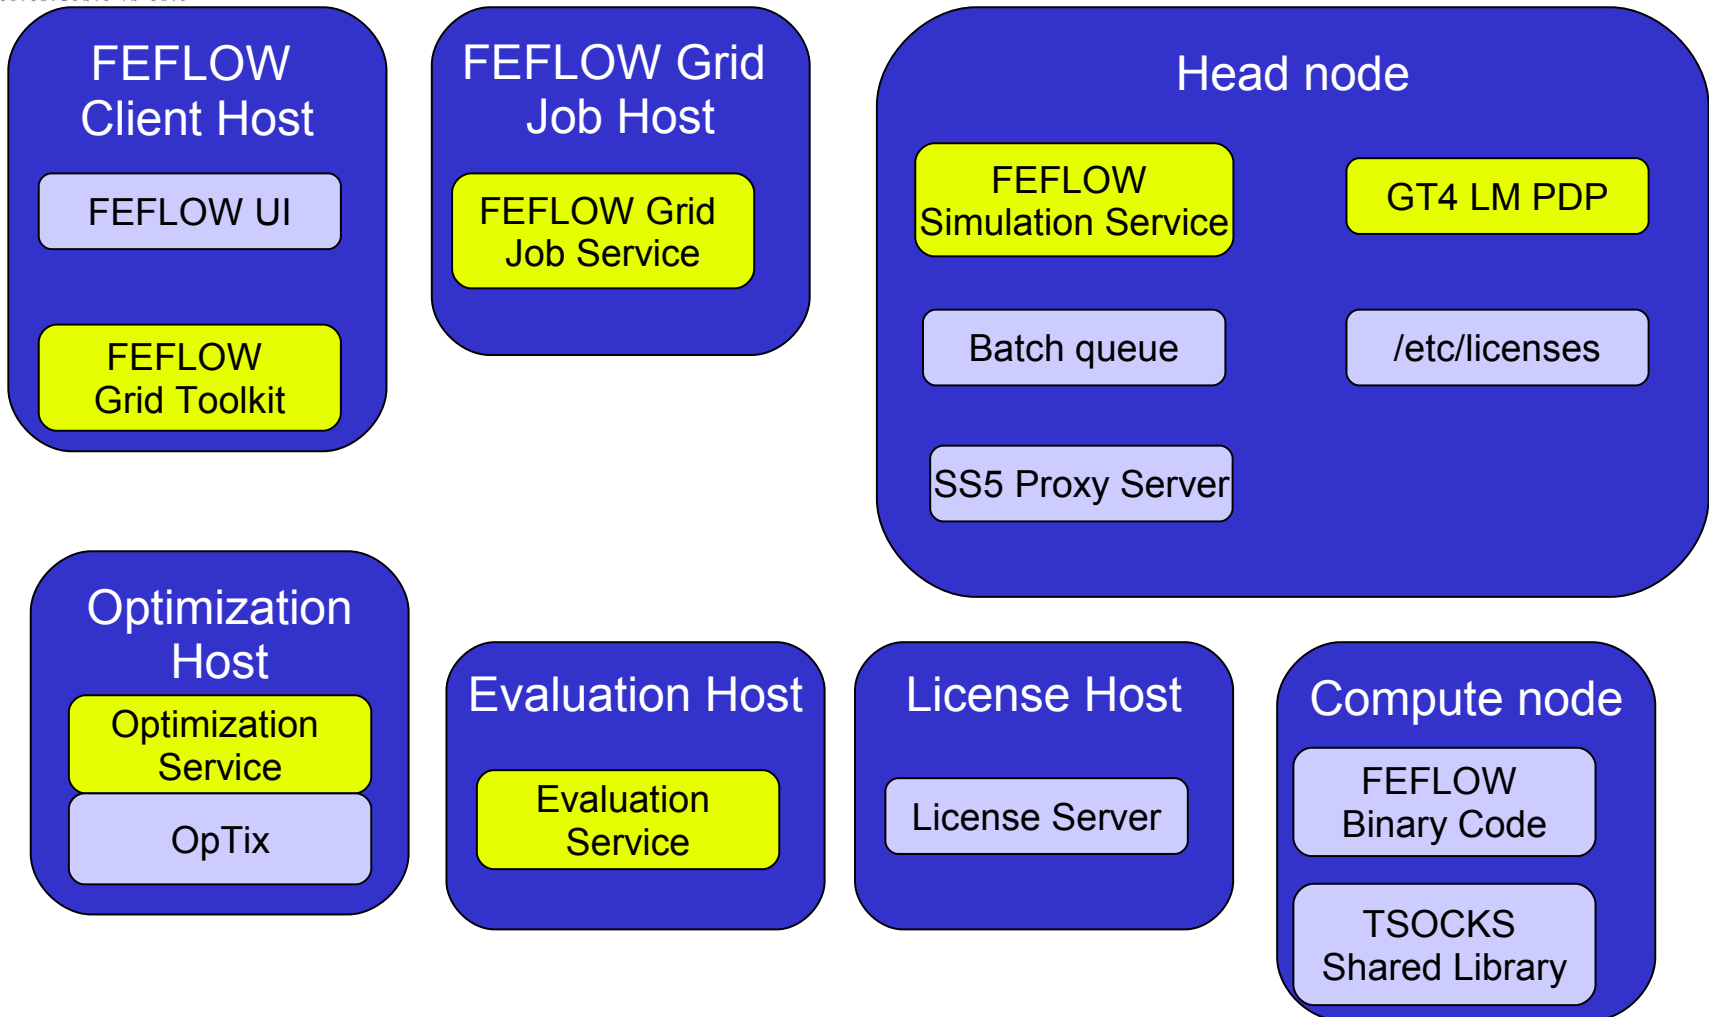 FEFLOW
Client Host
FEFLOW UI
FEFLOW
Grid Toolkit
FEFLOW Grid
Job Host
FEFLOW Grid
Job Service
Head node
FEFLOW
Simulation Service
GT4 LM PDP
Batch queue
/etc/licenses
SS5 Proxy Server
Optimization
Host
Optimization
Service
OpTix
Evaluation Host
Evaluation
Service
License Host
License Server
Compute node
FEFLOW
Binary Code
TSOCKS
Shared Library